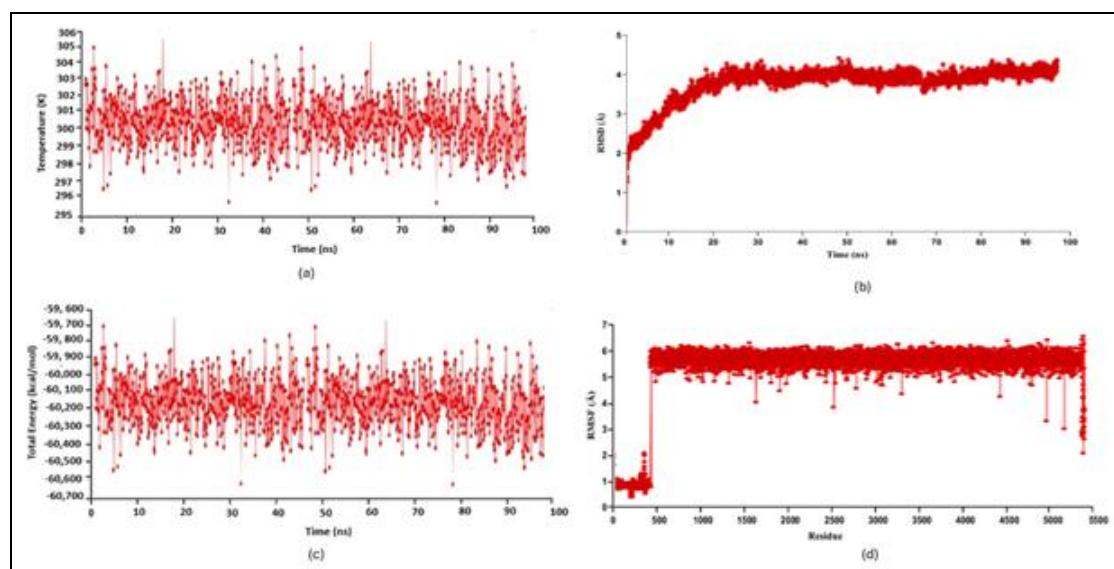 306
305
304
303
302
301
300
299
298
297
296
295
Temperature (K)
0 10 20 30 40 50 60 70 80 90 100
Time (ns)
(a)
5
4
3
2
1
0
RMSD (Å)
0 10 20 30 40 50 60 70 80 90 100
Time (ns)
(b)
-59, 600
-59, 700
-59, 800
-59, 900
-60,000
-60,100
-60,200
-60,300
-60,400
-60,500
-60,600
-60,700
Total Energy (kcal/mol)
0 10 20 30 40 50 60 70 80 90 100
Time (ns)
(c)
7
6
5
4
3
2
1
0
RMSF (Å)
0 500 1000 1500 2000 2500 3000 3500 4000 4500 5000 5500
Residue
(d)